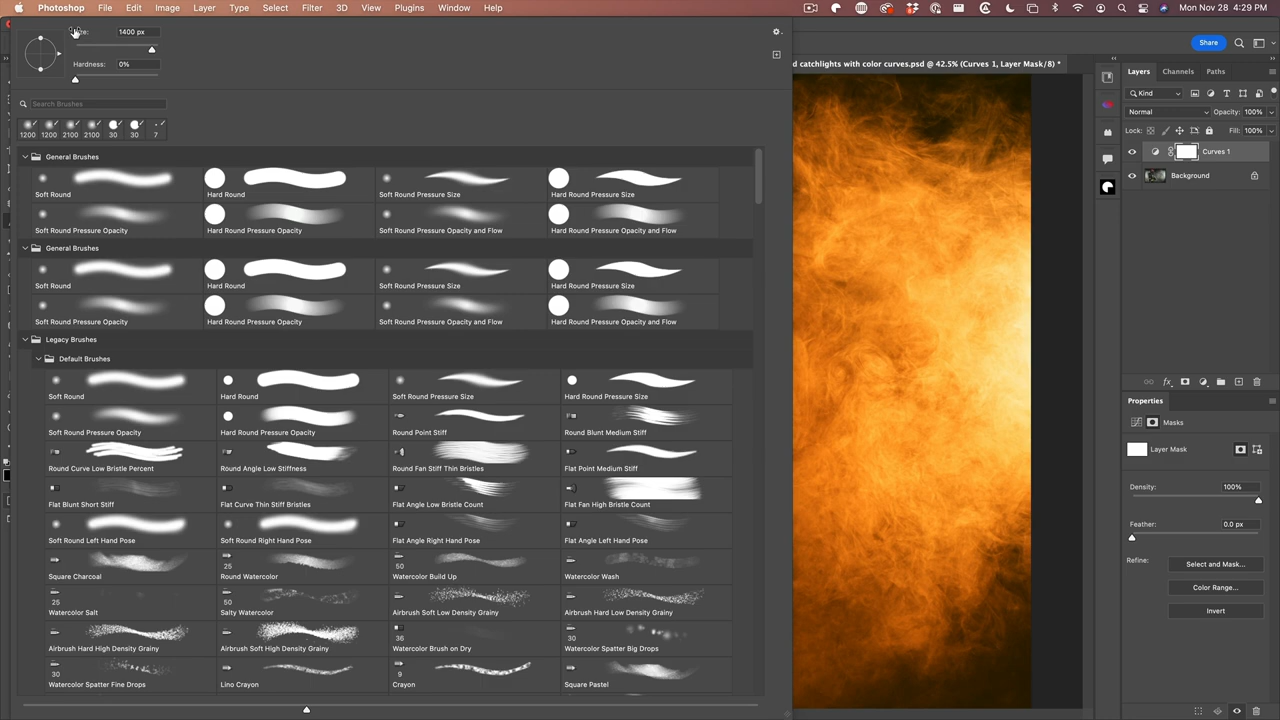 Photoshop File Edit Image Layer Type Select Filter 3D View Plugins Window Help
Mon Nov 28 4:29 PM
1400 px
Hardness: 0%
Share
d catchlights with color curves.psd @ 42.5% (Curves 1, Layer Mask/8) *
Search Brushes
1200 1200 2100 2100 30 30 7
General Brushes
Soft Round Hard Round Soft Round Pressure Size Hard Round Pressure Size
Soft Round Pressure Opacity Hard Round Pressure Opacity Soft Round Pressure Opacity and Flow Hard Round Pressure Opacity and Flow
General Brushes
Soft Round Hard Round Soft Round Pressure Size Hard Round Pressure Size
Soft Round Pressure Opacity Hard Round Pressure Opacity Soft Round Pressure Opacity and Flow Hard Round Pressure Opacity and Flow
Legacy Brushes
Default Brushes
Soft Round Hard Round Soft Round Pressure Size Hard Round Pressure Size
Soft Round Pressure Opacity Hard Round Pressure Opacity Round Point Stiff Round Blunt Medium Stiff
Round Curve Low Bristle Percent Round Angle Low Stiffness Round Fan Stiff Thin Bristles Flat Point Medium Stiff
Flat Blunt Short Stiff Flat Curve Thin Stiff Bristles Flat Angle Low Bristle Count Flat Fan High Bristle Count
Soft Round Left Hand Pose Soft Round Right Hand Pose Flat Angle Right Hand Pose Flat Angle Left Hand Pose
25 50
Square Charcoal Round Watercolor Watercolor Build Up Watercolor Wash
25 50
Watercolor Salt Salty Watercolor Airbrush Soft Low Density Grainy Airbrush Hard Low Density Grainy
36 30
Airbrush Hard High Density Grainy Airbrush Soft High Density Grainy Watercolor Brush on Dry Watercolor Spatter Big Drops
30 9
Watercolor Spatter Fine Drops Lino Crayon Crayon Square Pastel
Layers Channels Paths
Kind
Normal Opacity: 100%
Lock: Fill: 100%
Curves 1
Background
fx
Properties
Masks
Layer Mask
Density: 100%
Feather: 0.0 px
Refine: Select and Mask...
Color Range...
Invert